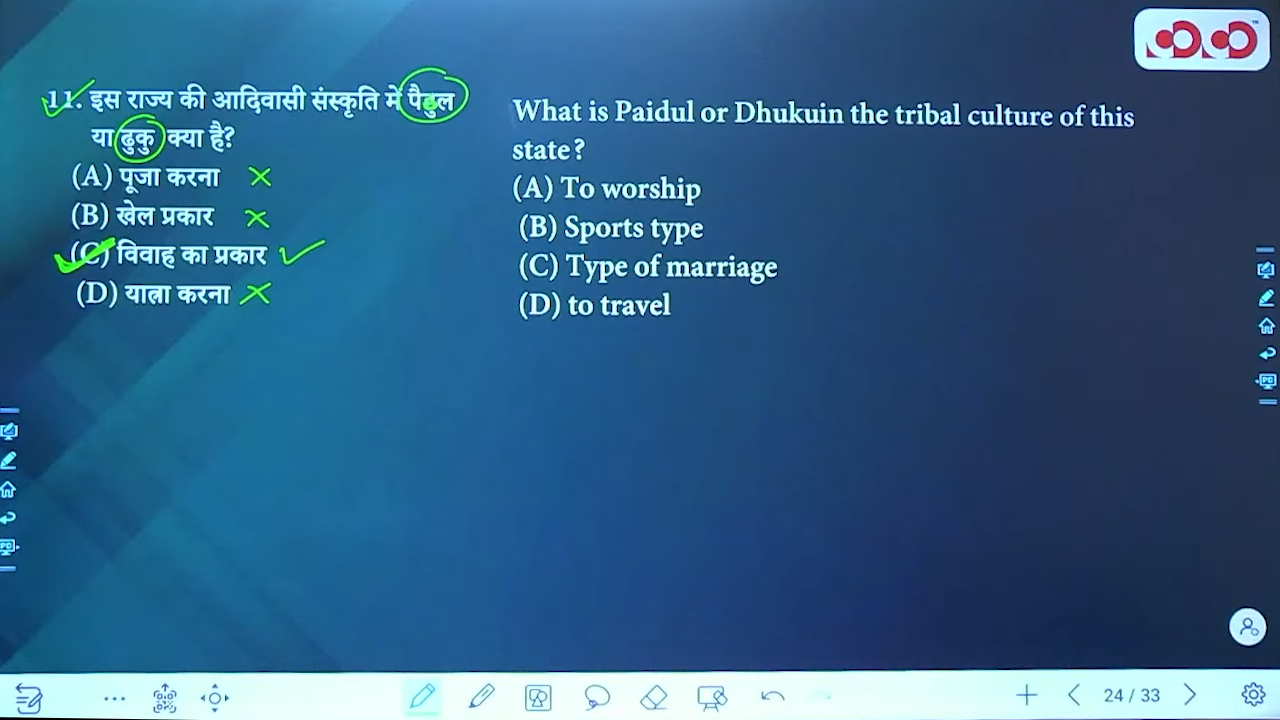 11. इस राज्य की आदिवासी संस्कृति में पैडुल
या ढुकु क्या है?
(A) पूजा करना
(B) खेल प्रकार
(C) विवाह का प्रकार
(D) यात्रा करना
What is Paidul or Dhukuin the tribal culture of this
state?
(A) To worship
(B) Sports type
(C) Type of marriage
(D) to travel
24 / 33